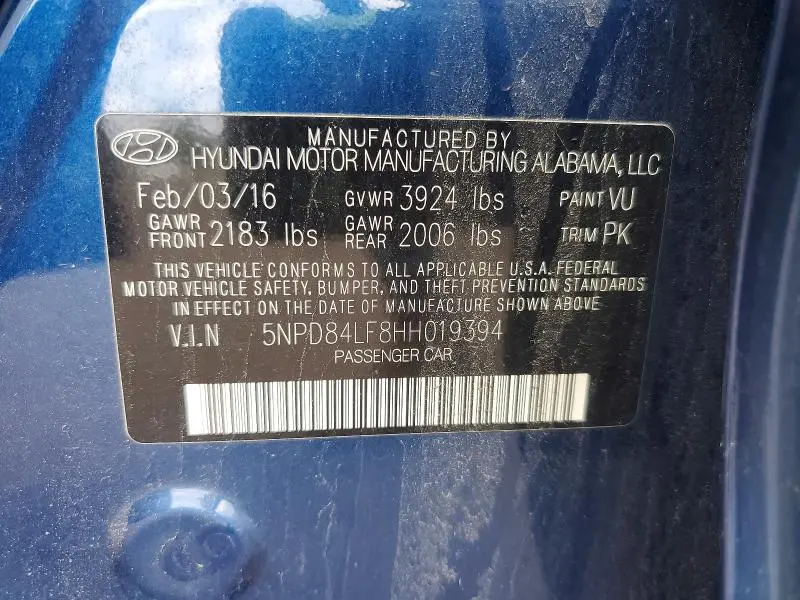 MANUFACTURED BY
HYUNDAI MOTOR MANUFACTURING ALABAMA, LLC
Feb/03/16 GVWR 3924 lbs PAINT VU
GAWR FRONT 2183 lbs GAWR REAR 2006 lbs TRIM PK
THIS VEHICLE CONFORMS TO ALL APPLICABLE U.S.A. FEDERAL
MOTOR VEHICLE SAFETY, BUMPER, AND THEFT PREVENTION STANDARDS
IN EFFECT ON THE DATE OF MANUFACTURE SHOWN ABOVE
V.I.N 5NPD84LF8HH019394
PASSENGER CAR